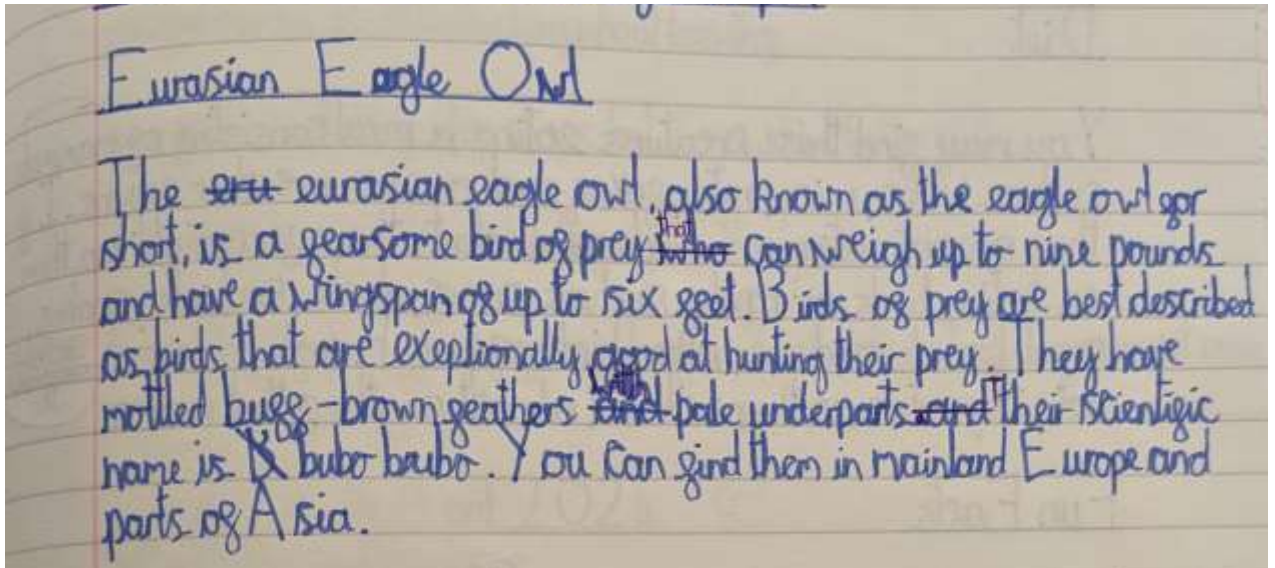 Eurasian Eagle Owl
The eru eurasian eagle owl, also known as the eagle owl for
short, is a fearsome bird of prey who that can weigh up to nine pounds
and have a wingspan of up to six feet. Birds of prey are best described
as birds that are exeptionally good at hunting their prey. They have
mottled buff-brown feathers and with pale underparts. and Their scientific
name is bubo bubo. You can find them in mainland Europe and
parts of Asia.